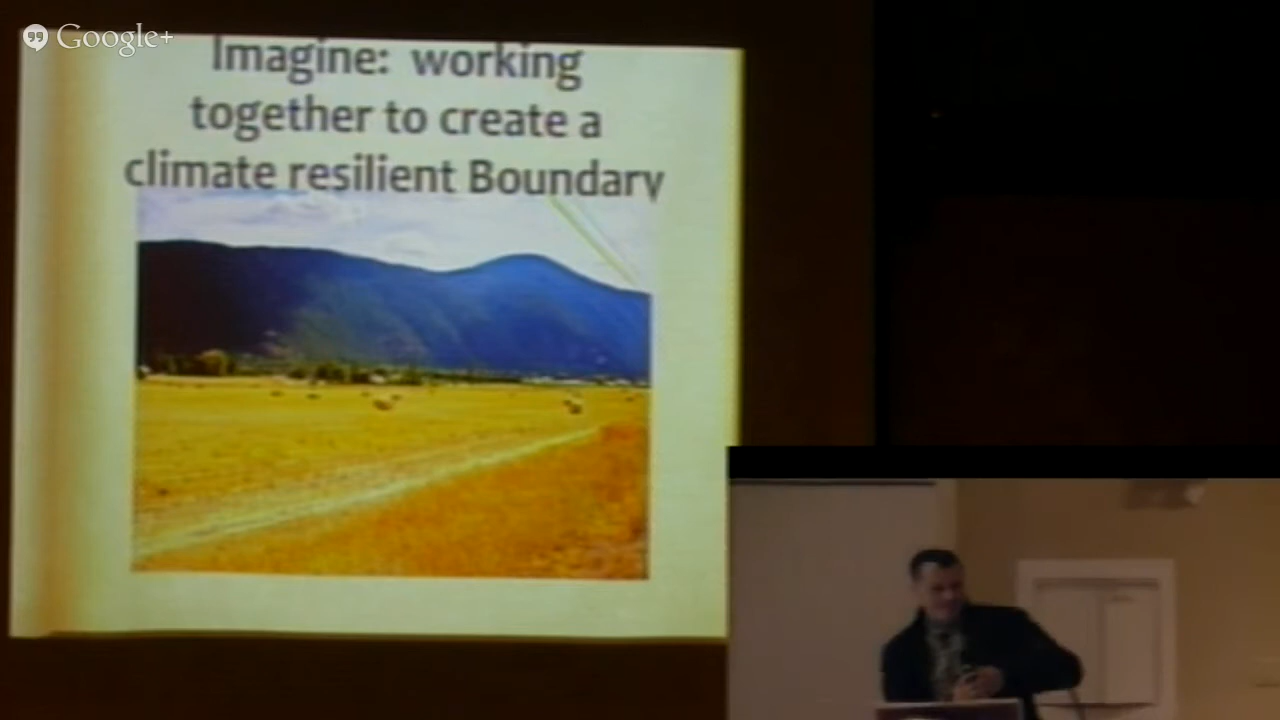 Google+
Imagine: working
together to create a
climate resilient Boundary